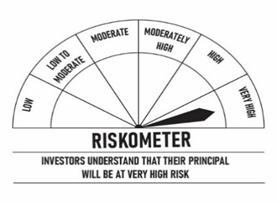 LOW
LOW TO
MODERATE
MODERATE
MODERATELY
HIGH
HIGH
VERY HIGH
RISKOMETER
INVESTORS UNDERSTAND THAT THEIR PRINCIPAL
WILL BE AT VERY HIGH RISK